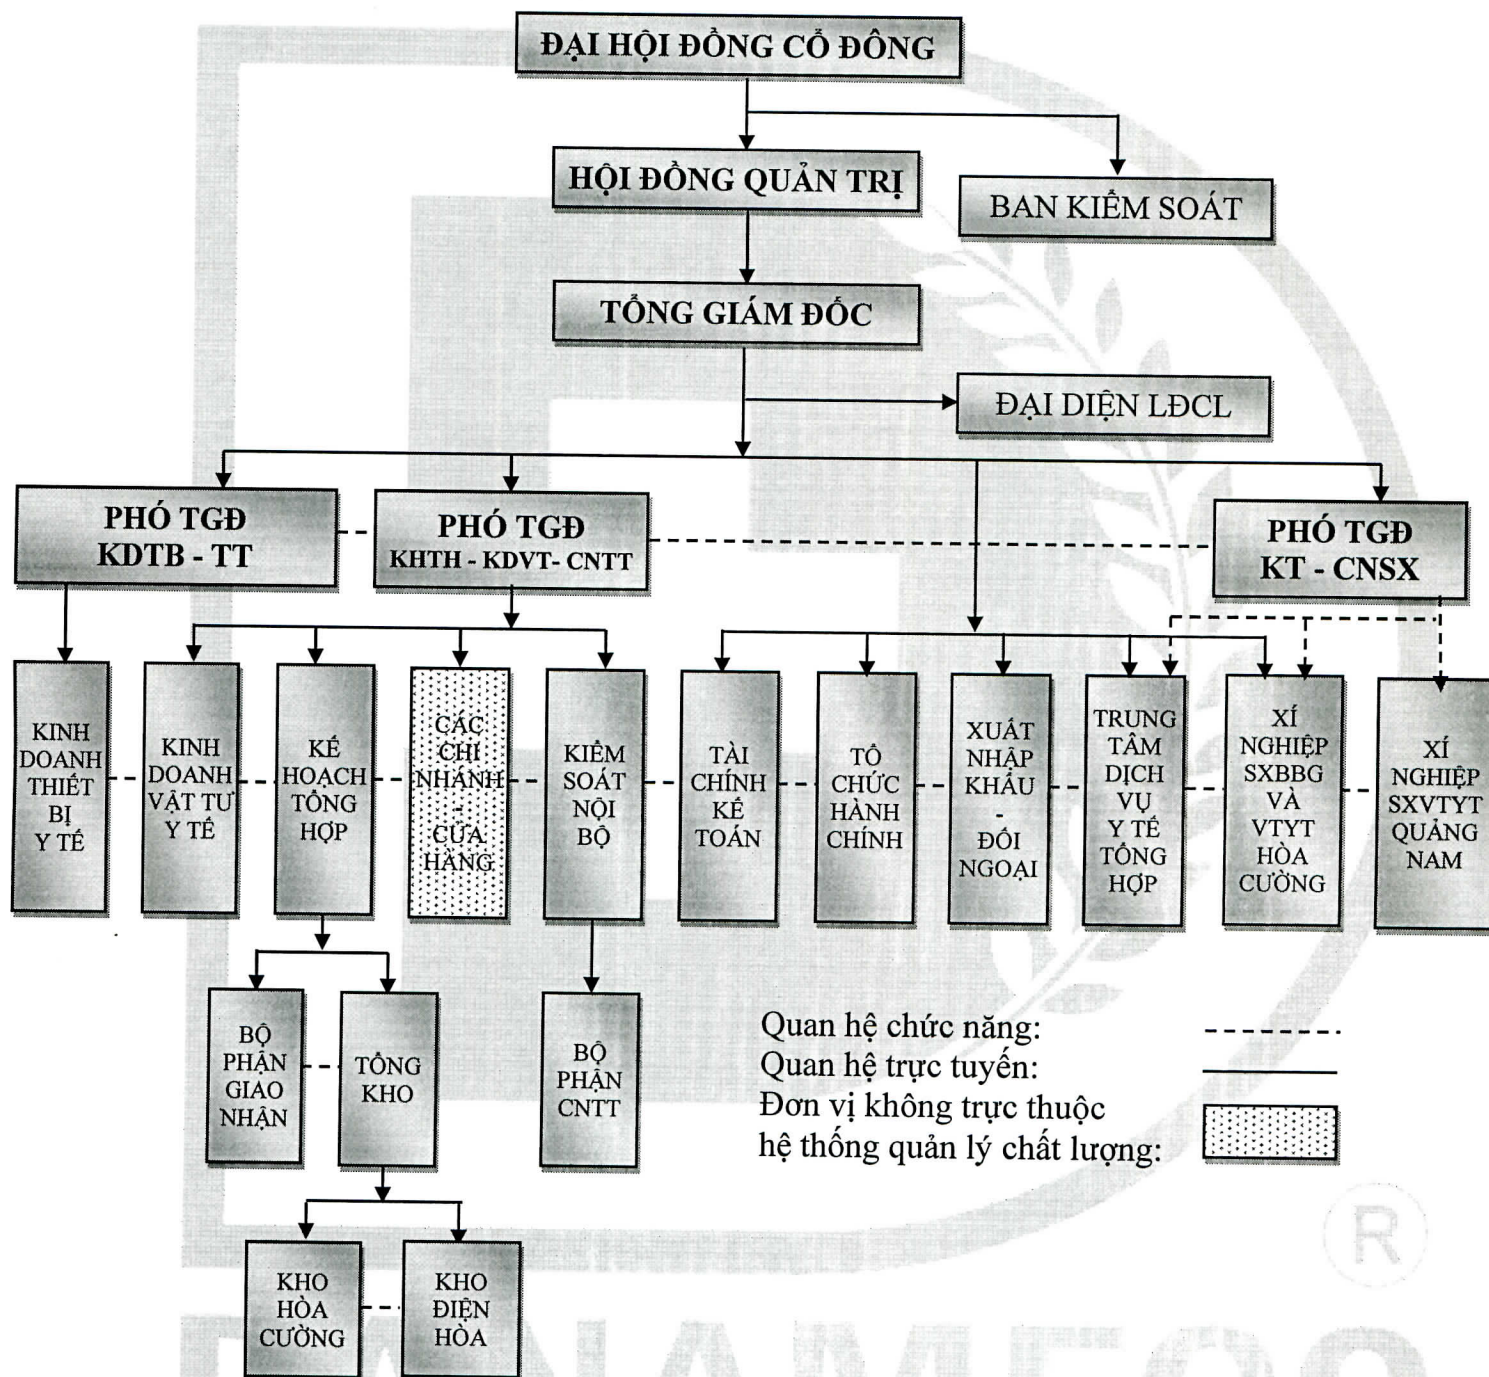 ĐẠI HỘI ĐỒNG CỔ ĐÔNG
HỘI ĐỒNG QUẢN TRỊ
BAN KIỂM SOÁT
TỔNG GIÁM ĐỐC
ĐẠI DIỆN LĐCL
PHÓ TGĐ
KDTB - TT
PHÓ TGĐ
KHTH - KDVT- CNTT
PHÓ TGĐ
KT - CNSX
KINH
DOANH
THIẾT
BỊ
Y TẾ
KINH
DOANH
VẬT TƯ
Y TẾ
KẾ
HOẠCH
TỔNG
HỢP
CÁC
CHI
NHÁNH
-
CỬA
HÀNG
KIỂM
SOÁT
NỘI
BỘ
TÀI
CHÍNH
KẾ
TOÁN
TỔ
CHỨC
HÀNH
CHÍNH
XUẤT
NHẬP
KHẨU
-
ĐỐI
NGOẠI
TRUNG
TÂM
DỊCH
VỤ
Y TẾ
TỔNG
HỢP
XÍ
NGHIỆP
SXBBG
VÀ
VTYT
HÒA
CƯỜNG
XÍ
NGHIỆP
SXVTYT
QUẢNG
NAM
BỘ
PHẬN
GIAO
NHẬN
TỔNG
KHO
BỘ
PHẬN
CNTT
Quan hệ chức năng:
Quan hệ trực tuyến:
Đơn vị không trực thuộc
hệ thống quản lý chất lượng:
KHO
HÒA
CƯỜNG
KHO
ĐIỆN
HÒA
R
DANAMECO